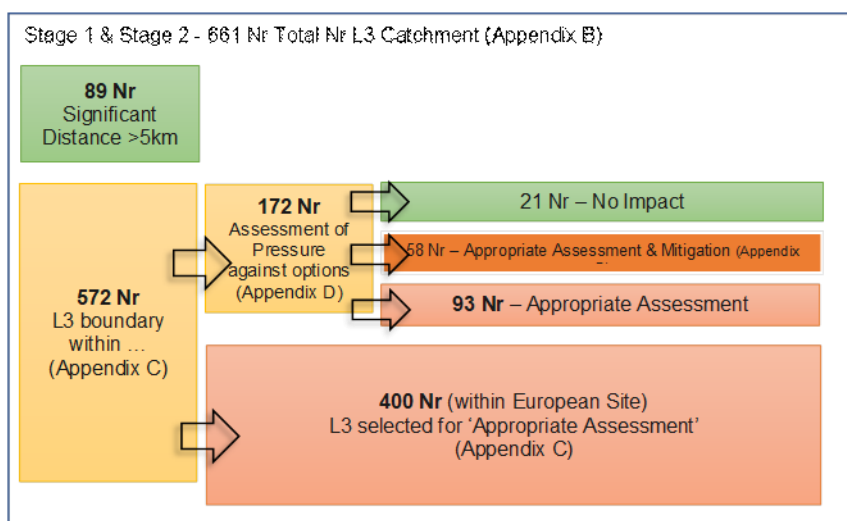 Stage 1 & Stage 2 - 661 Nr Total Nr L3 Catchment (Appendix B)
89 Nr
Significant
Distance >5km
572 Nr
L3 boundary
within …
(Appendix C)
172 Nr
Assessment of
Pressure
against options
(Appendix D)
21 Nr – No Impact
58 Nr – Appropriate Assessment & Mitigation (Appendix
93 Nr – Appropriate Assessment
400 Nr (within European Site)
L3 selected for ‘Appropriate Assessment’
(Appendix C)